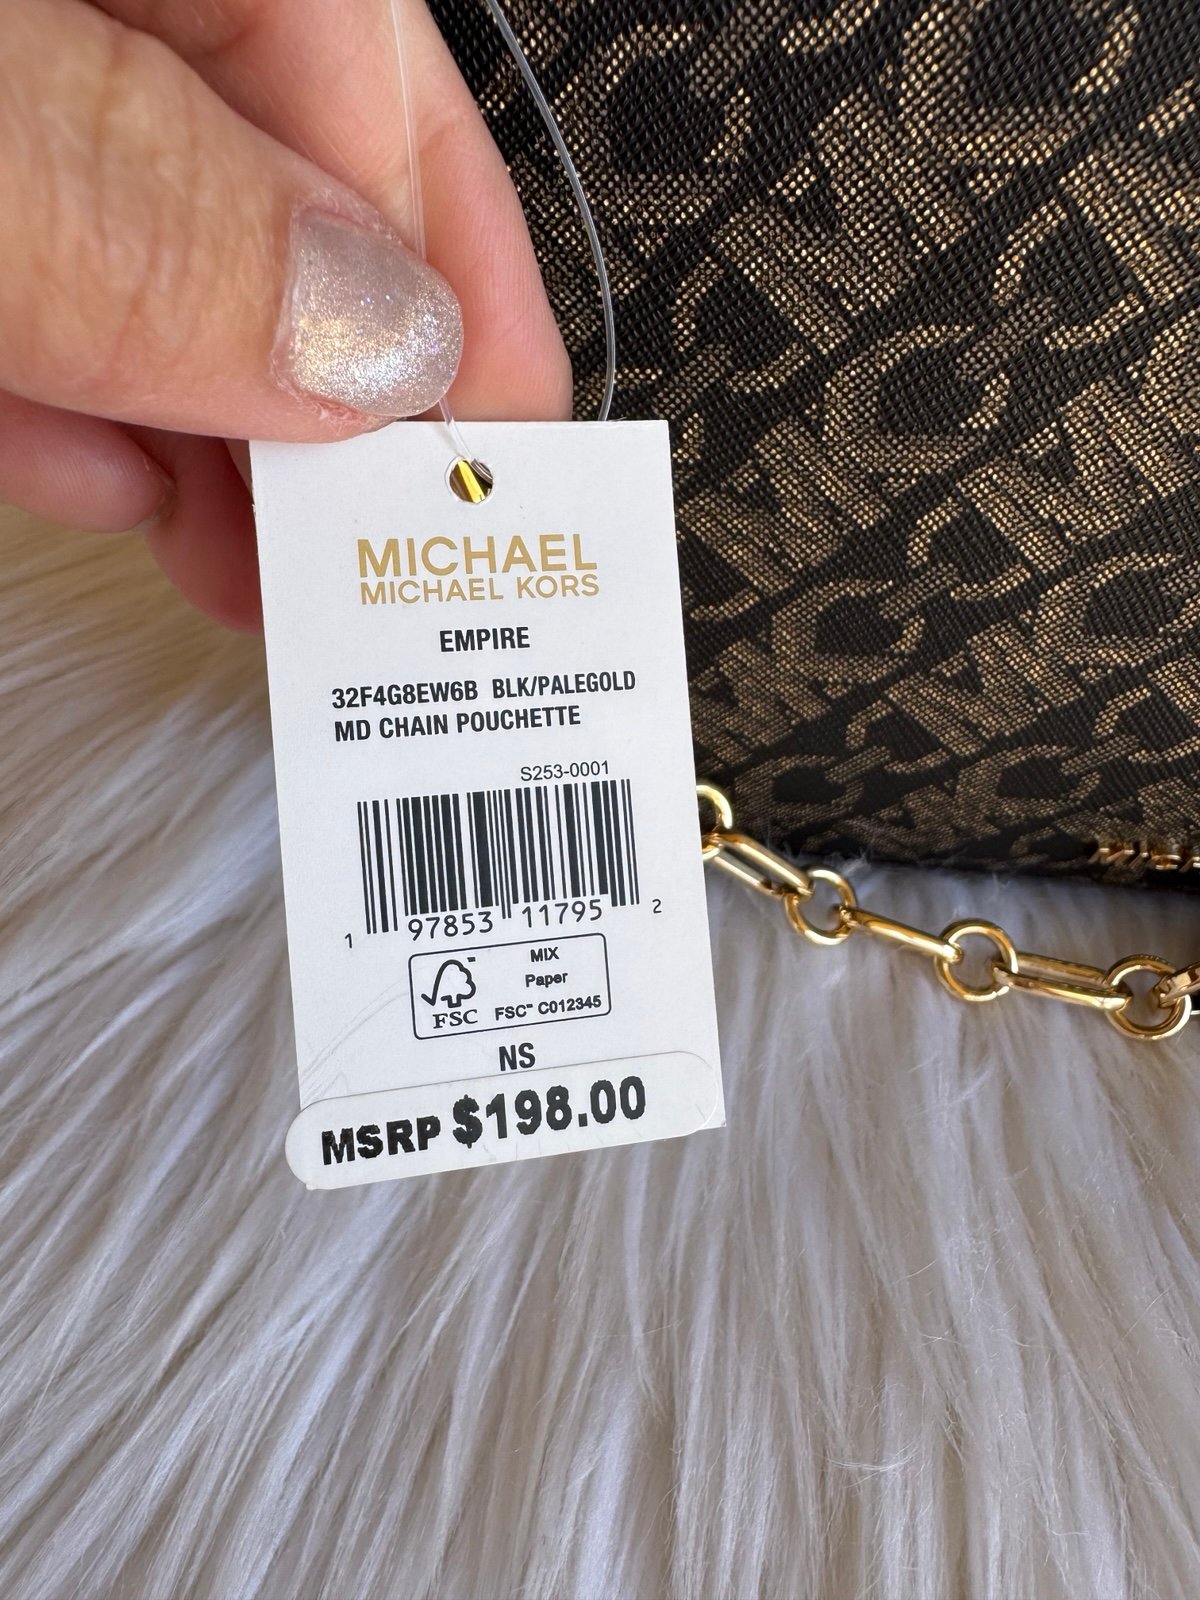 MICHAEL
MICHAEL KORS
EMPIRE
32F4G8EW6B BLK/PALEGOLD
MD CHAIN POUCHETTE
S253-0001
1 97853 11795 2
FSC
MIX
Paper
FSC™ C012345
NS
MSRP $198.00